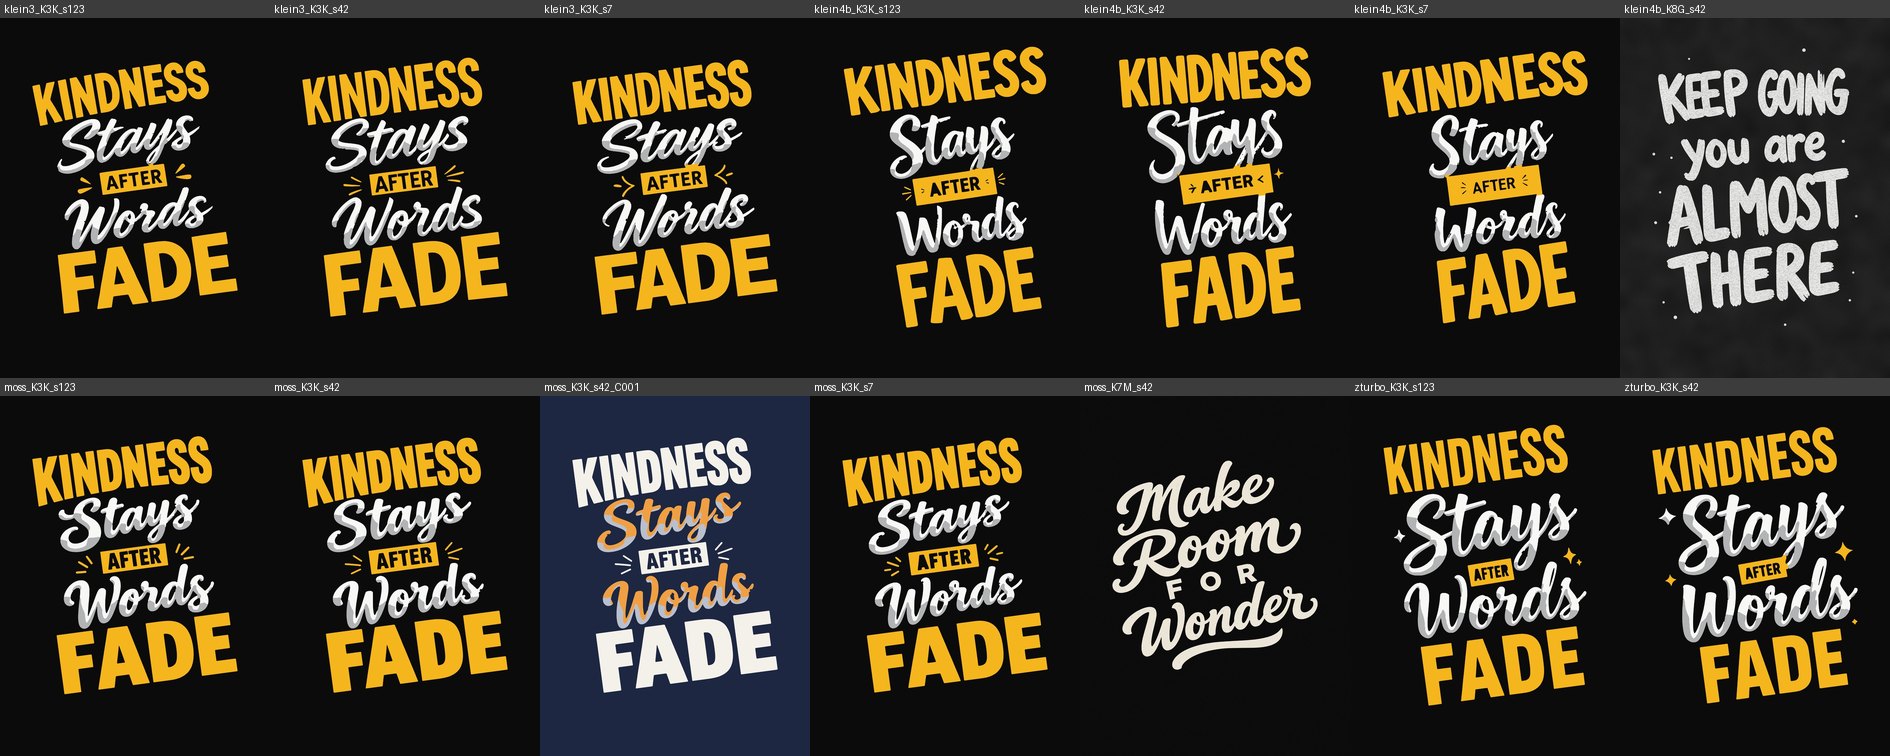 klein3_K3K_s123
KINDNESS
Stays
AFTER
Words
FADE
klein3_K3K_s42
KINDNESS
Stays
AFTER
Words
FADE
klein3_K3K_s7
KINDNESS
Stays
AFTER
Words
FADE
klein4b_K3K_s123
KINDNESS
Stays
AFTER
Words
FADE
klein4b_K3K_s42
KINDNESS
Stays
AFTER
Words
FADE
klein4b_K3K_s7
KINDNESS
Stays
AFTER
Words
FADE
klein4b_K8G_s42
KEEP GOING
you are
ALMOST
THERE
moss_K3K_s123
KINDNESS
Stays
AFTER
Words
FADE
moss_K3K_s42
KINDNESS
Stays
AFTER
Words
FADE
moss_K3K_s42_C001
KINDNESS
Stays
AFTER
Words
FADE
moss_K3K_s7
KINDNESS
Stays
AFTER
Words
FADE
moss_K7M_s42
Make
Room
FOR
Wonder
zturbo_K3K_s123
KINDNESS
Stays
AFTER
Words
FADE
zturbo_K3K_s42
KINDNESS
Stays
AFTER
Words
FADE